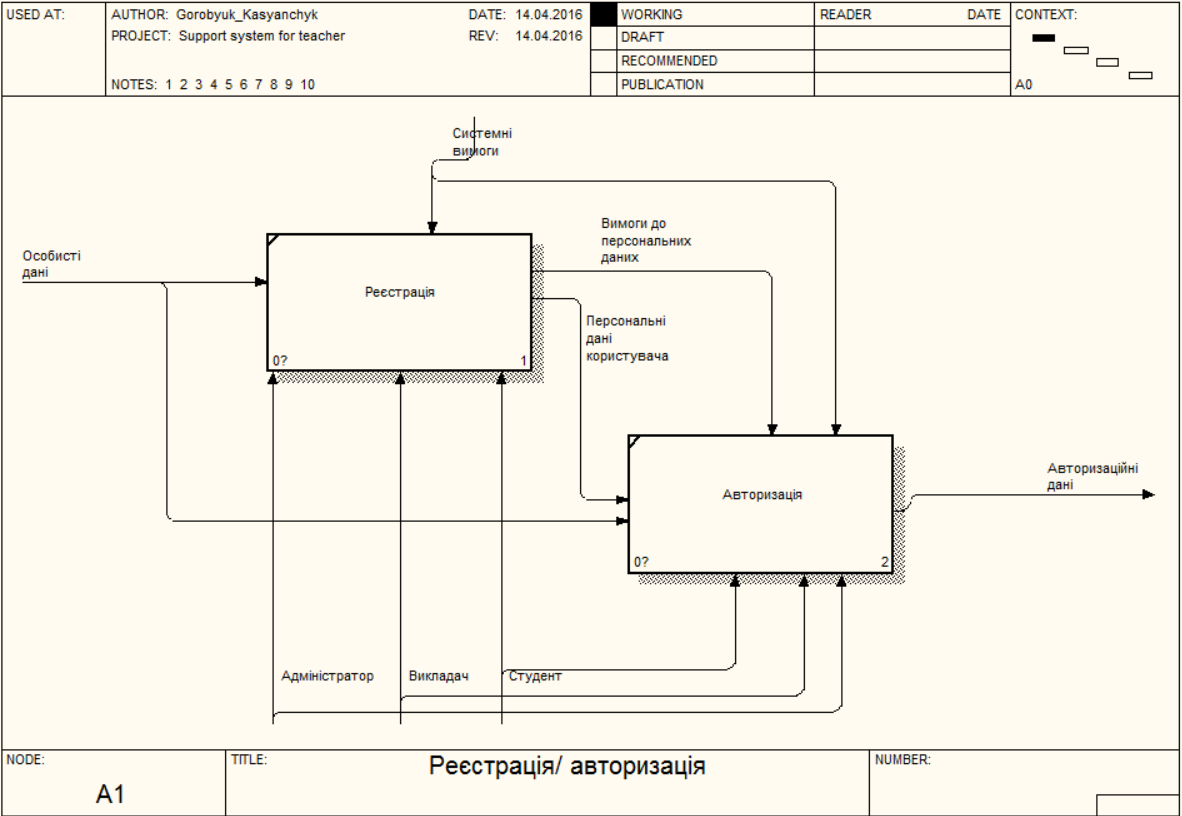 USED AT:
AUTHOR: Gorobyuk_Kasyanchyk
DATE: 14.04.2016
PROJECT: Support system for teacher
REV: 14.04.2016
NOTES: 1 2 3 4 5 6 7 8 9 10
WORKING
DRAFT
RECOMMENDED
PUBLICATION
READER
DATE
CONTEXT:
A0
Системні
вимоги
Особисті
дані
Реєстрація
0?
1
Вимоги до
персональних
даних
Персональні
дані
користувача
Авторизація
0?
2
Авторизаційні
дані
Адміністратор
Викладач
Студент
NODE:
A1
TITLE:
Реєстрація/ авторизація
NUMBER: